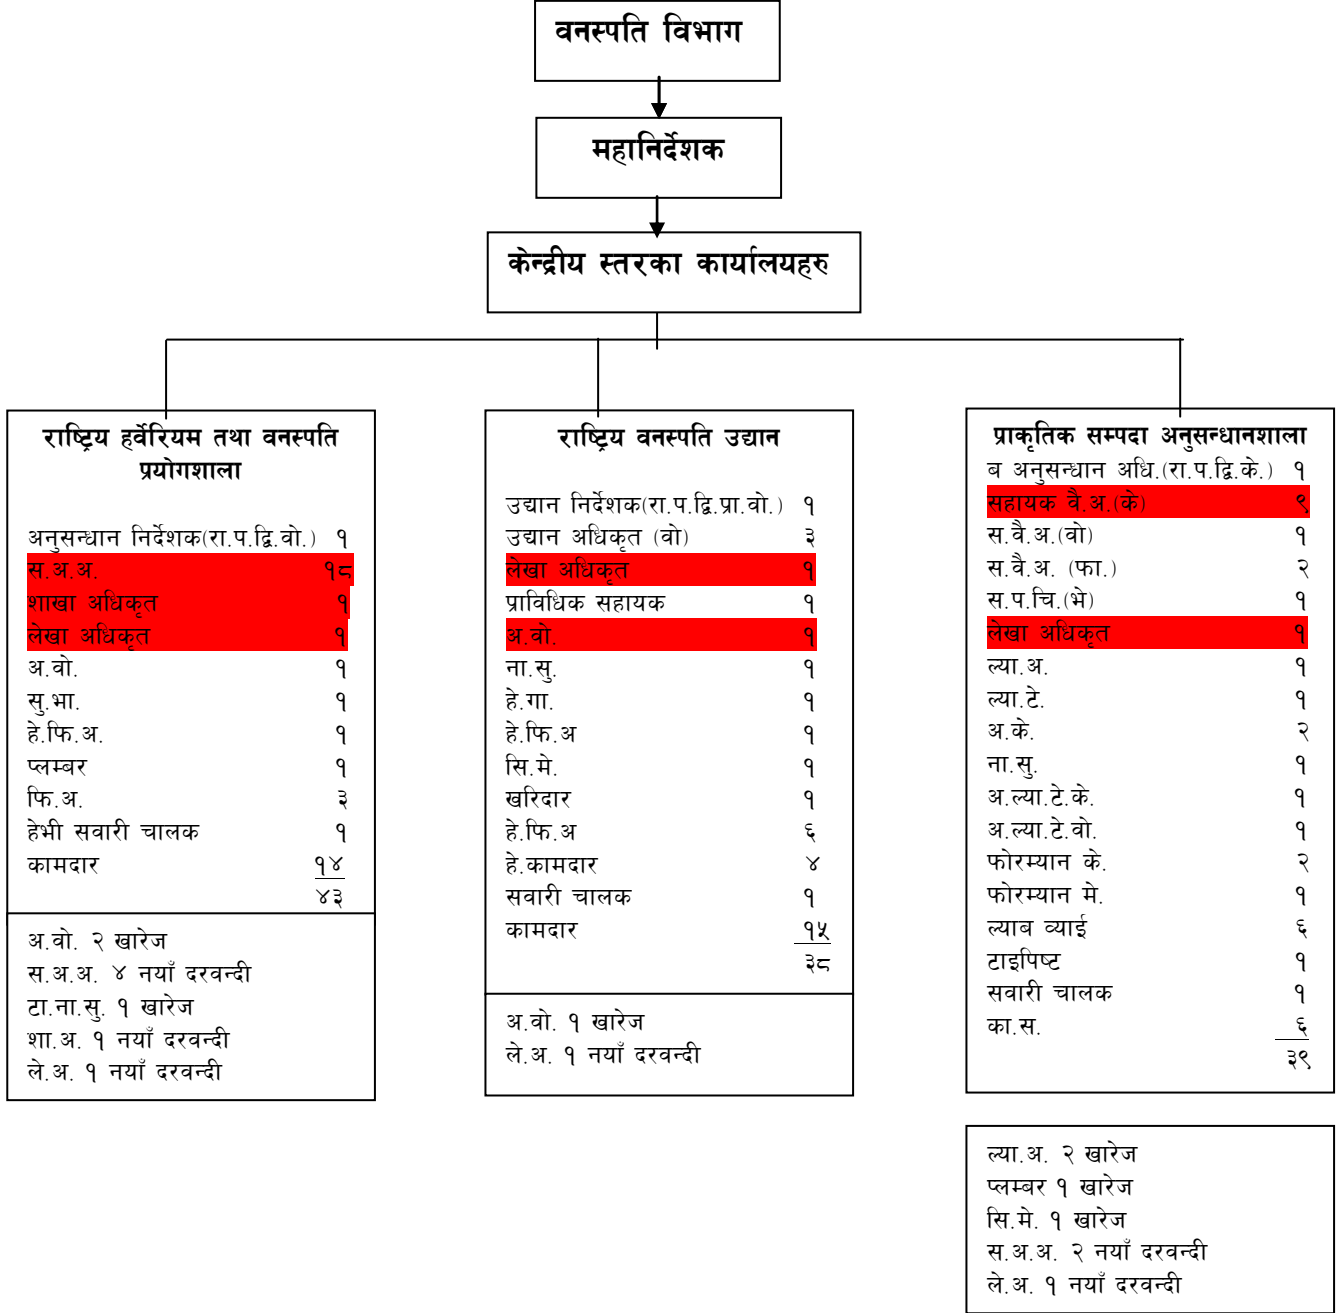 वनस्पति विभाग
महानिर्देशक
केन्द्रीय स्तरका कार्यालयहरु
राष्ट्रिय हर्वेरियम तथा वनस्पति
प्रयोगशाला
अनुसन्धान निर्देशक(रा.प.द्वि.वो.) १
स.अ.अ. १८
शाखा अधिकृत १
लेखा अधिकृत १
अ.वो. १
सु.भा. १
हे.फि.अ. १
प्लम्बर १
फि.अ. ३
हेभी सवारी चालक १
कामदार १४
४३
अ.वो. २ खारेज
स.अ.अ. ४ नयाँ दरवन्दी
टा.ना.सु. १ खारेज
शा.अ. १ नयाँ दरवन्दी
ले.अ. १ नयाँ दरवन्दी
राष्ट्रिय वनस्पति उद्यान
उद्यान निर्देशक(रा.प.द्वि.प्रा.वो.) १
उद्यान अधिकृत (वो) ३
लेखा अधिकृत १
प्राविधिक सहायक १
अ.वो. १
ना.सु. १
हे.गा. १
हे.फि.अ १
सि.मे. १
खरिदार १
हे.फि.अ ६
हे.कामदार ४
सवारी चालक १
कामदार १५
३८
अ.वो. १ खारेज
ले.अ. १ नयाँ दरवन्दी
प्राकृतिक सम्पदा अनुसन्धानशाला
ब अनुसन्धान अधि.(रा.प.द्वि.के.) १
सहायक वै.अ.(के) ९
स.वै.अ.(वो) १
स.वै.अ. (फा.) २
स.प.चि.(भे) १
लेखा अधिकृत १
ल्या.अ. १
ल्या.टे. १
अ.के. २
ना.सु. १
अ.ल्या.टे.के. १
अ.ल्या.टे.वो. १
फोरम्यान के. २
फोरम्यान मे. १
ल्याब व्याई ६
टाइपिष्ट १
सवारी चालक १
का.स. ६
३९
ल्या.अ. २ खारेज
प्लम्बर १ खारेज
सि.मे. १ खारेज
स.अ.अ. २ नयाँ दरवन्दी
ले.अ. १ नयाँ दरवन्दी